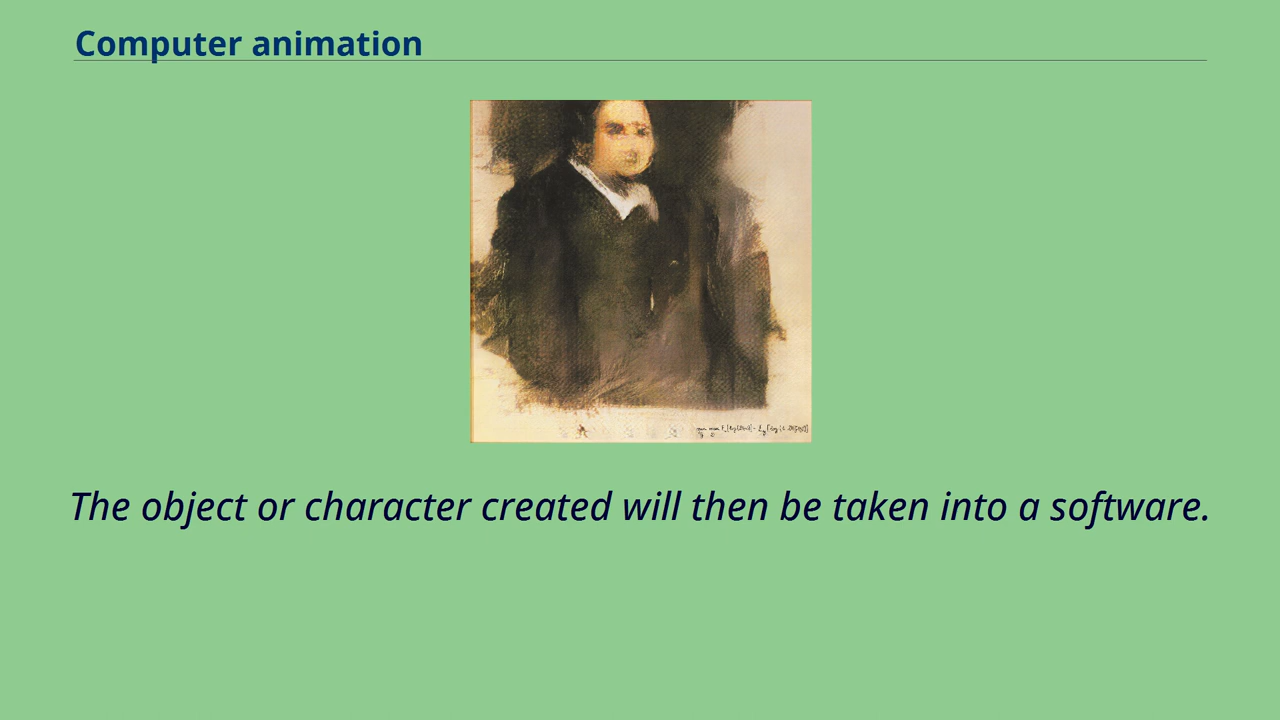 Computer animation
The object or character created will then be taken into a software.